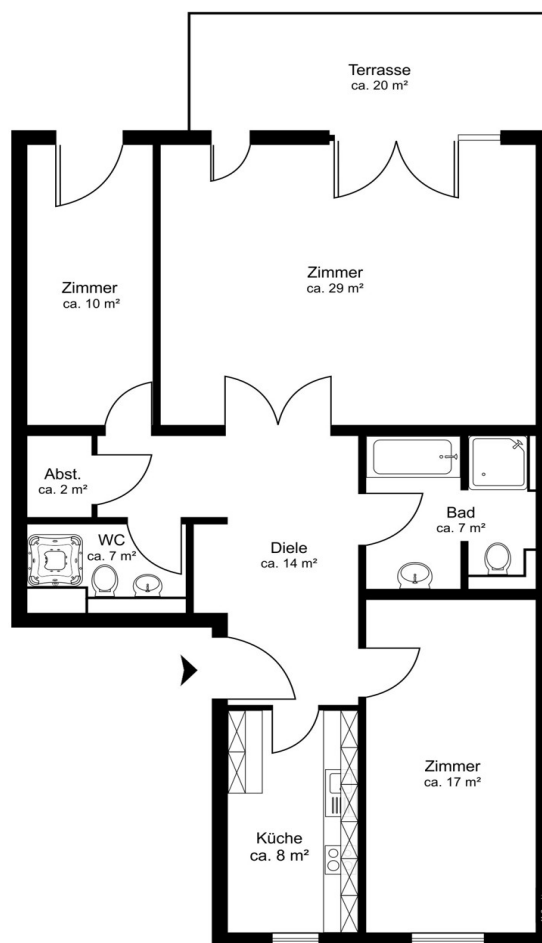 Terrasse
ca. 20 m²
Zimmer
ca. 10 m²
Zimmer
ca. 29 m²
Abst.
ca. 2 m²
WC
ca. 7 m²
Diele
ca. 14 m²
Bad
ca. 7 m²
Küche
ca. 8 m²
Zimmer
ca. 17 m²